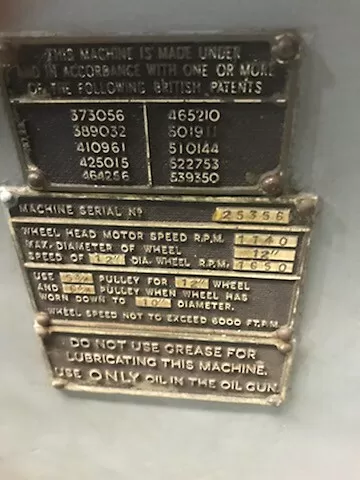 THIS MACHINE IS MADE UNDER
AND IN ACCORDANCE WITH ONE OR MORE
OF THE FOLLOWING BRITISH PATENTS
373056 465210
389032 501911
410961 510144
425015 522753
464256 539350
MACHINE SERIAL Nº 25356
WHEEL HEAD MOTOR SPEED R.P.M. 1740
MAX. DIAMETER OF WHEEL 12"
SPEED OF 12" DIA. WHEEL R.P.M. 1650
USE PULLEY FOR 12" WHEEL
AND PULLEY WHEN WHEEL HAS
WORN DOWN TO 10" DIAMETER.
WHEEL SPEED NOT TO EXCEED 6000 FT.P.M.
DO NOT USE GREASE FOR
LUBRICATING THIS MACHINE.
USE ONLY OIL IN THE OIL GUN